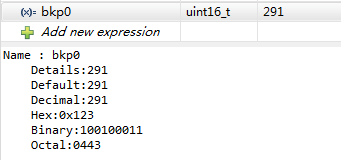 (x)= bkp0 uint16_t 291
Add new expression
Name : bkp0
Details:291
Default:291
Decimal:291
Hex:0x123
Binary:100100011
Octal:0443